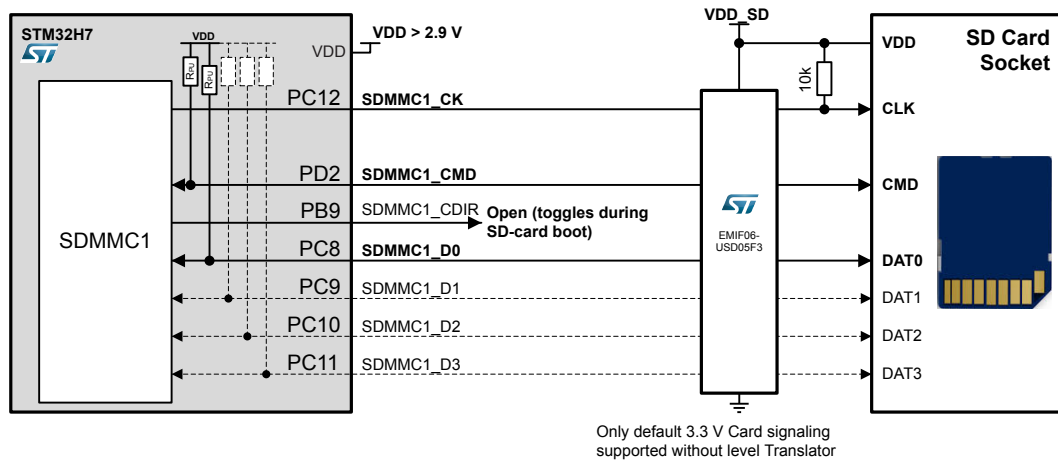 STM32H7
VDD
VDD > 2.9 V
VDD
RPU
RPU
SDMMC1
PC12
SDMMC1_CK
PD2
SDMMC1_CMD
PB9
SDMMC1_CDIR
Open (toggles during
SD-card boot)
PC8
SDMMC1_D0
PC9
SDMMC1_D1
PC10
SDMMC1_D2
PC11
SDMMC1_D3
VDD_SD
10k
EMIF06-
USD05F3
Only default 3.3 V Card signaling
supported without level Translator
SD Card
Socket
VDD
CLK
CMD
DAT0
DAT1
DAT2
DAT3